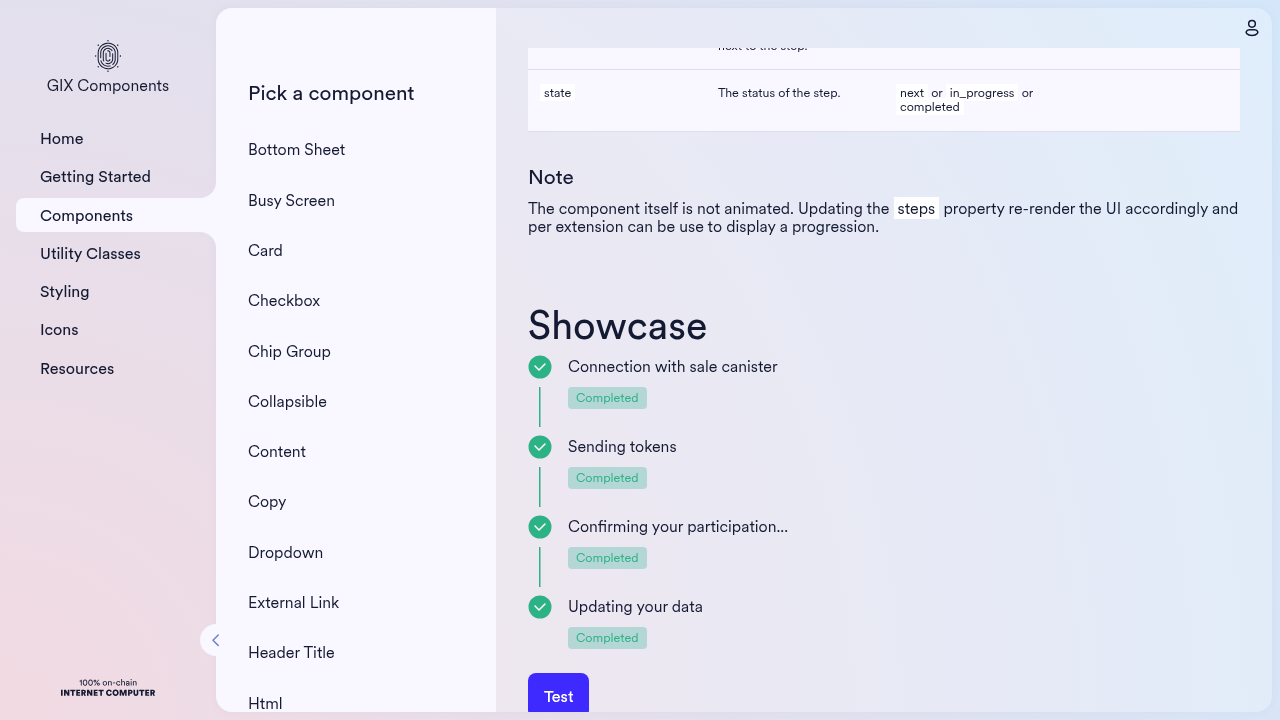 GIX Components
Home
Getting Started
Components
Utility Classes
Styling
Icons
Resources
100% on-chain
INTERNET COMPUTER
Pick a component
Bottom Sheet
Busy Screen
Card
Checkbox
Chip Group
Collapsible
Content
Copy
Dropdown
External Link
Header Title
Html
next to the step.
state The status of the step. next or in_progress or
completed
Note
The component itself is not animated. Updating the steps property re-render the UI accordingly and
per extension can be use to display a progression.
Showcase
Connection with sale canister
Completed
Sending tokens
Completed
Confirming your participation...
Completed
Updating your data
Completed
Test